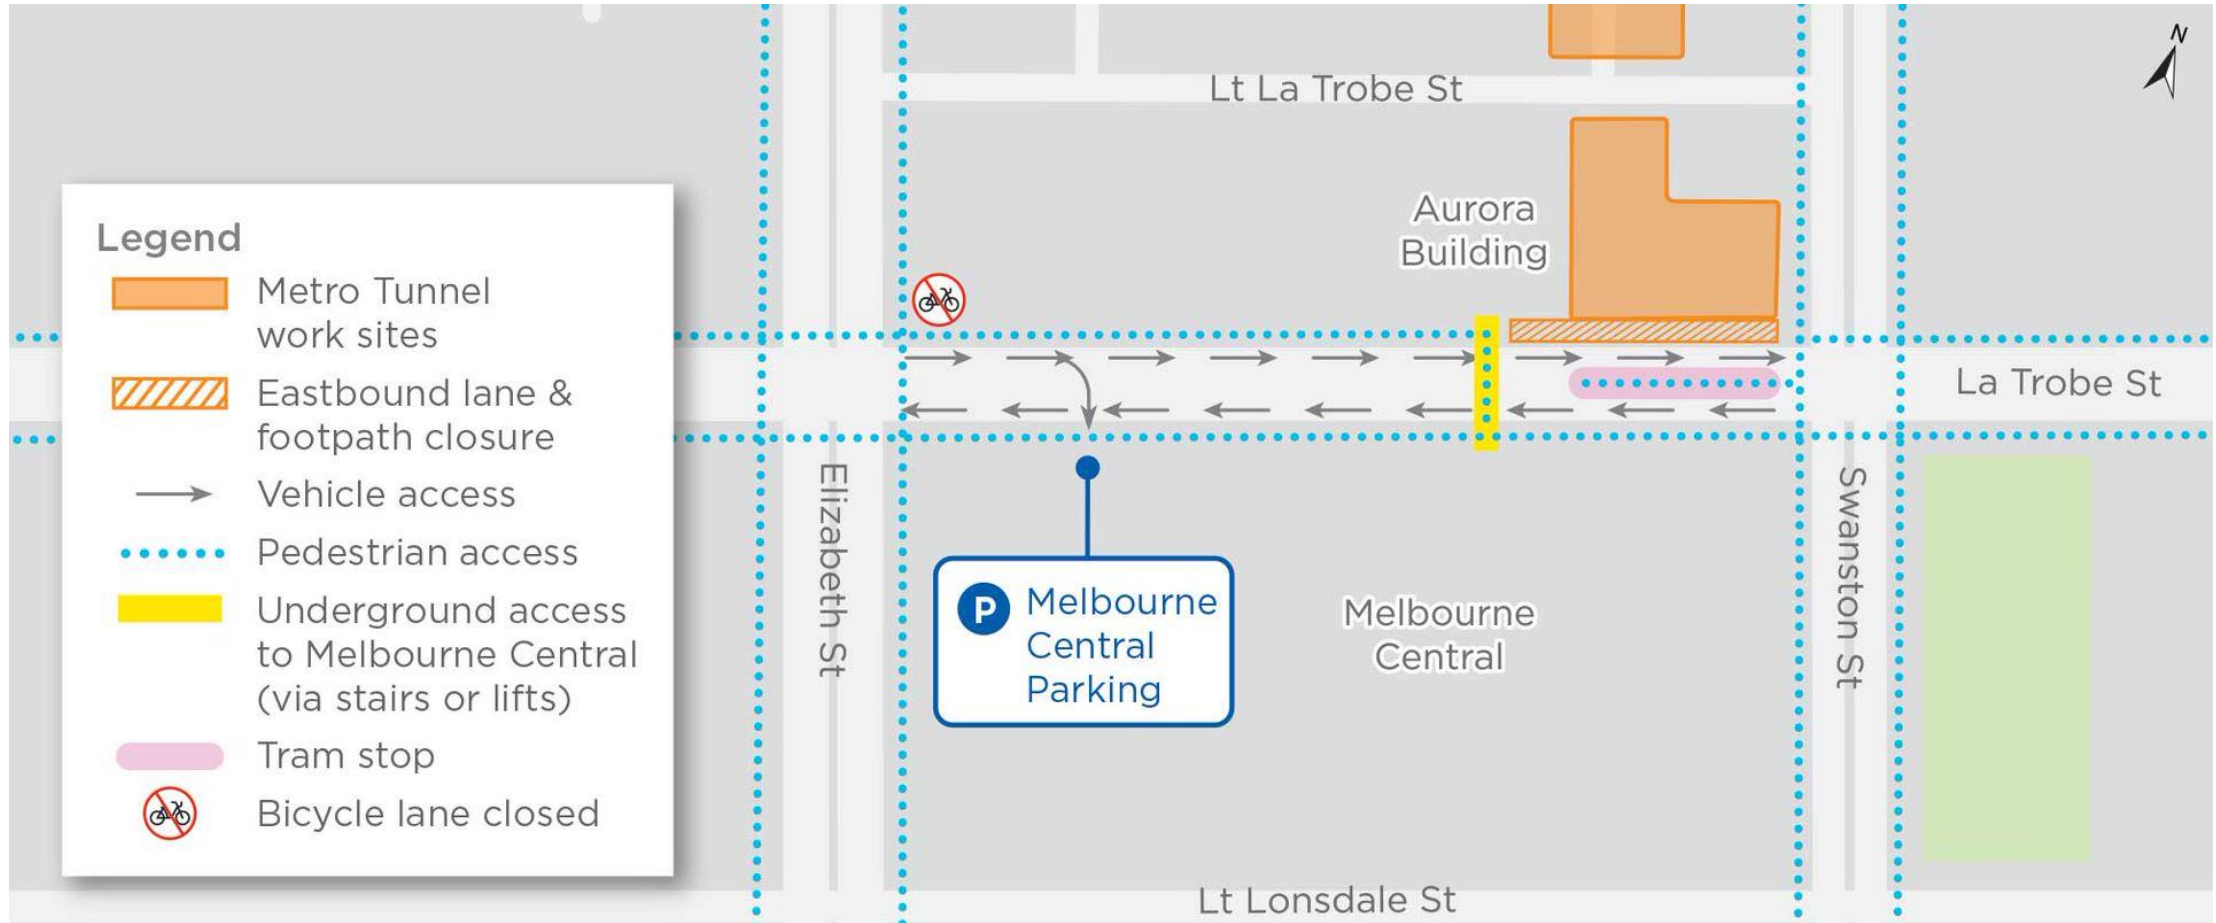 N
Lt La Trobe St
Aurora
Building
Legend
Metro Tunnel
work sites
Eastbound lane &
footpath closure
Vehicle access
Pedestrian access
Underground access
to Melbourne Central
(via stairs or lifts)
Tram stop
Bicycle lane closed
La Trobe St
Elizabeth St
Swanston St
P
Melbourne
Central
Parking
Melbourne
Central
Lt Lonsdale St